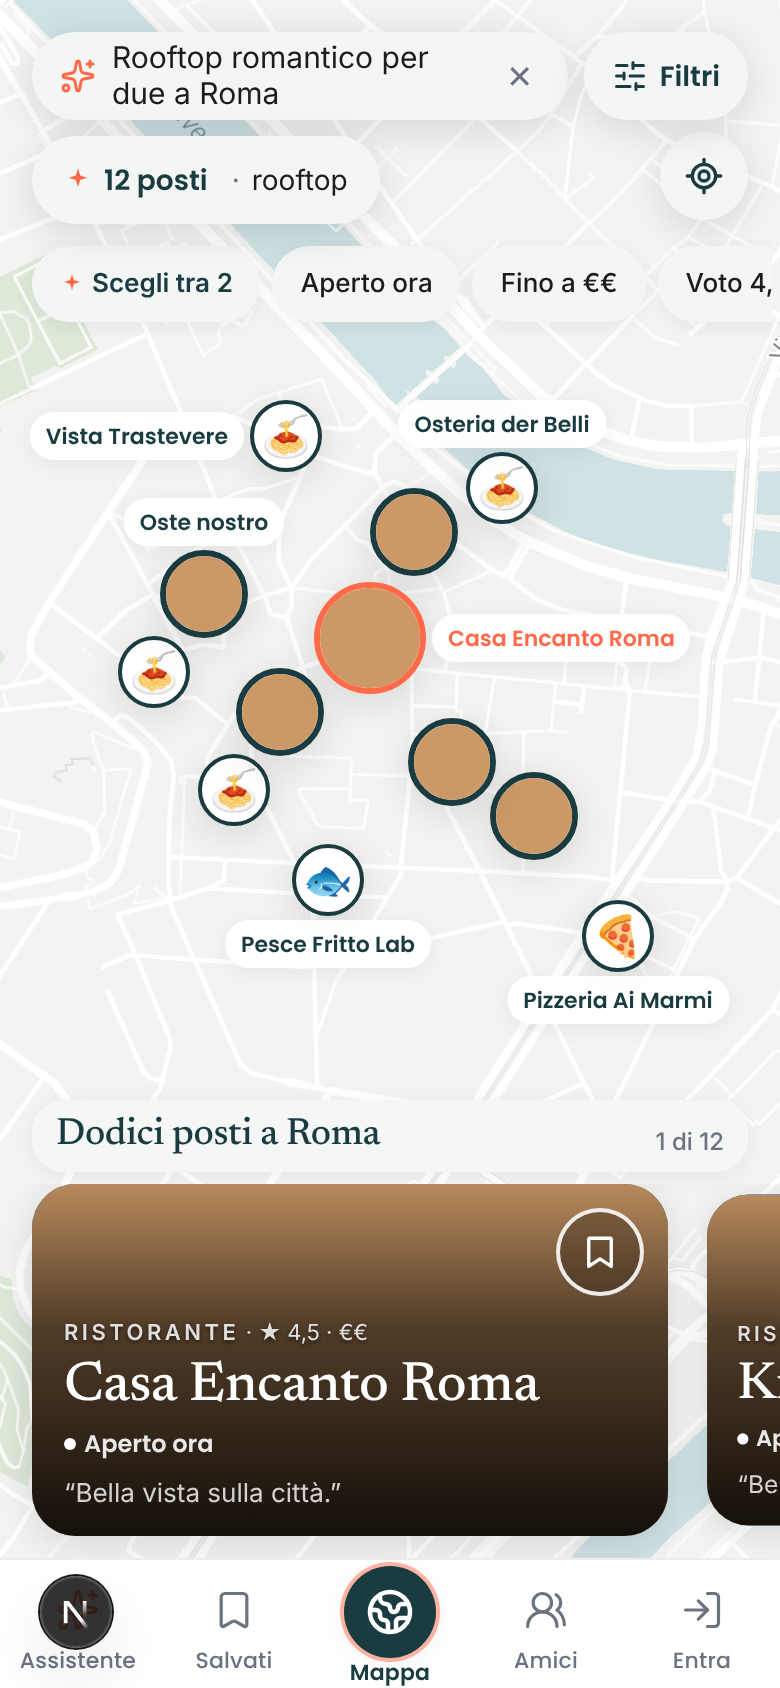 Rooftop romantico per
due a Roma
Filtri
12 posti · rooftop
Scegli tra 2
Aperto ora
Fino a €€
Voto 4,
Vista Trastevere
Osteria der Belli
Oste nostro
Casa Encanto Roma
Pesce Fritto Lab
Pizzeria Ai Marmi
Dodici posti a Roma
1 di 12
RISTORANTE · ★ 4,5 · €€
Casa Encanto Roma
Aperto ora
“Bella vista sulla città.”
RIS
“Be
N
Assistente
Salvati
Mappa
Amici
Entra